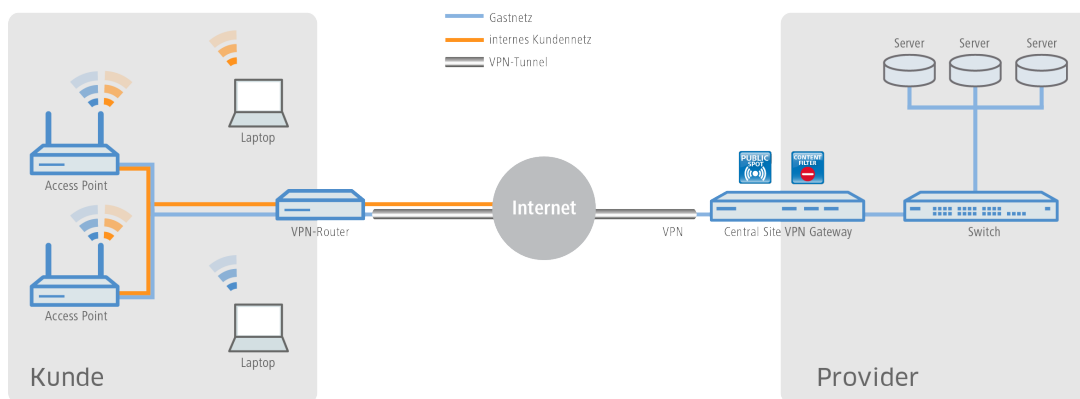 Gastnetz
internes Kundennetz
VPN-Tunnel
Server
Server
Server
Laptop
PUBLIC
SPOT
CONTENT
FILTER
Access Point
Internet
VPN-Router
VPN
Central Site VPN Gateway
Switch
Access Point
Laptop
Kunde
Provider